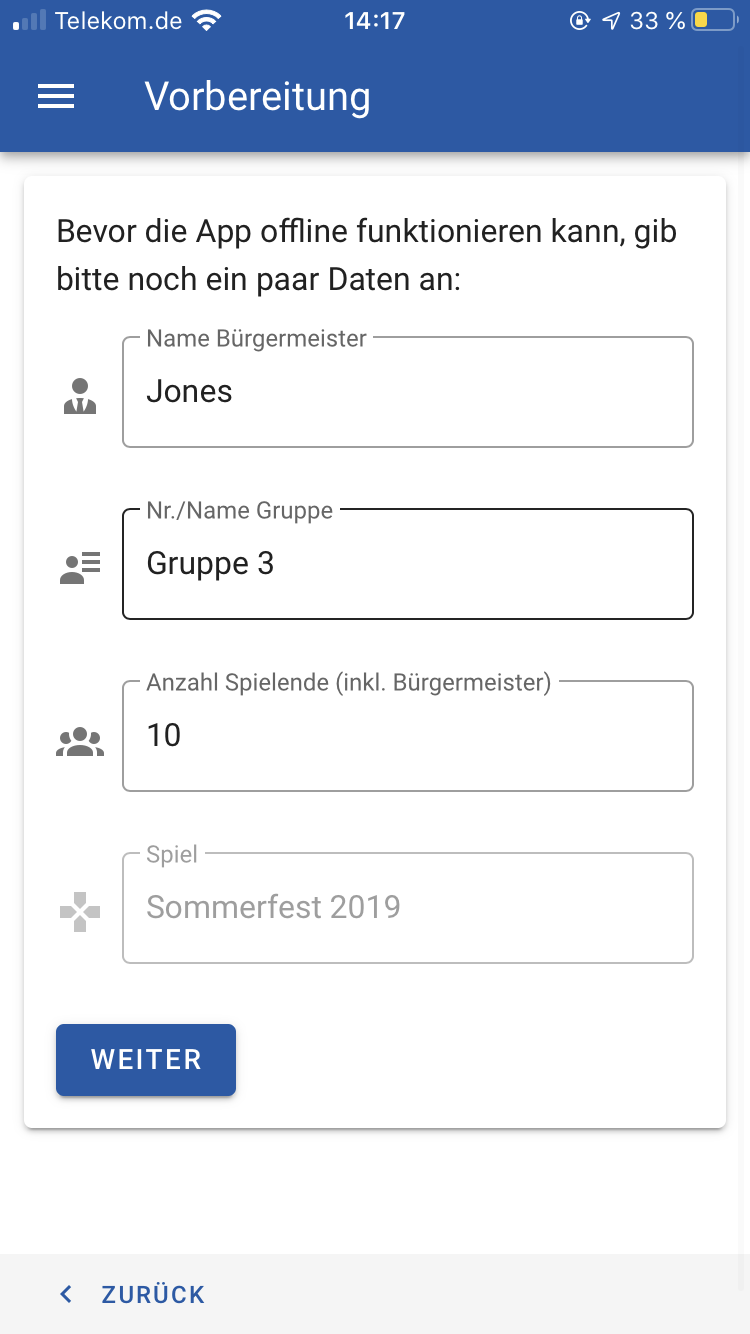 Telekom.de 14:17 33 %
Vorbereitung
Bevor die App offline funktionieren kann, gib
bitte noch ein paar Daten an:
Name Bürgermeister
Jones
Nr./Name Gruppe
Gruppe 3
Anzahl Spielende (inkl. Bürgermeister)
10
Spiel
Sommerfest 2019
WEITER
ZURÜCK